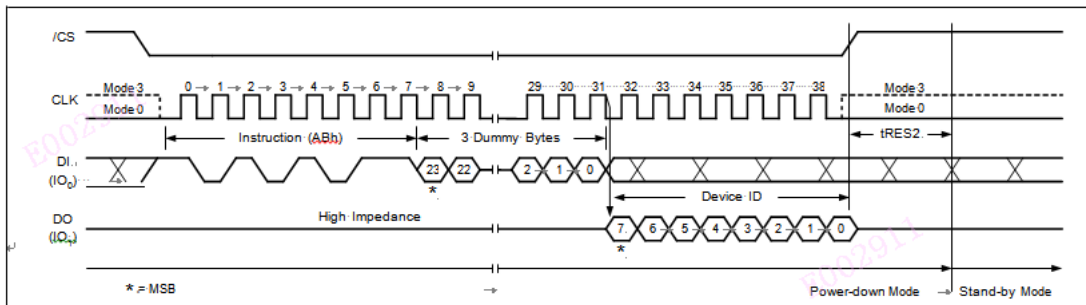 /CS
Mode 3 0 1 2 3 4 5 6 7 8 9 29 30 31 32 33 34 35 36 37 38 Mode 3
CLK
Mode 0 Mode 0
Instruction (ABh) 3 Dummy Bytes tRES2.
DI.
(IO0)
23 22 2 1 0
* Device ID
High Impedance
DO
(IO1)
7. 6 5 4 3 2 1 0
*
* = MSB Power-down Mode Stand-by Mode
E002911
E002911